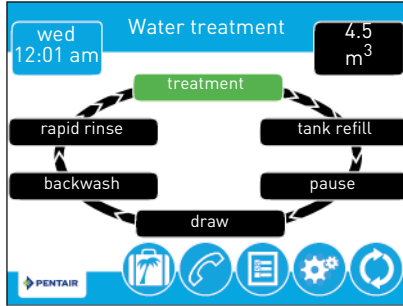 wed
12:01 am
Water treatment
4.5
m³
treatment
rapid rinse
tank refill
backwash
pause
draw
PENTAIR